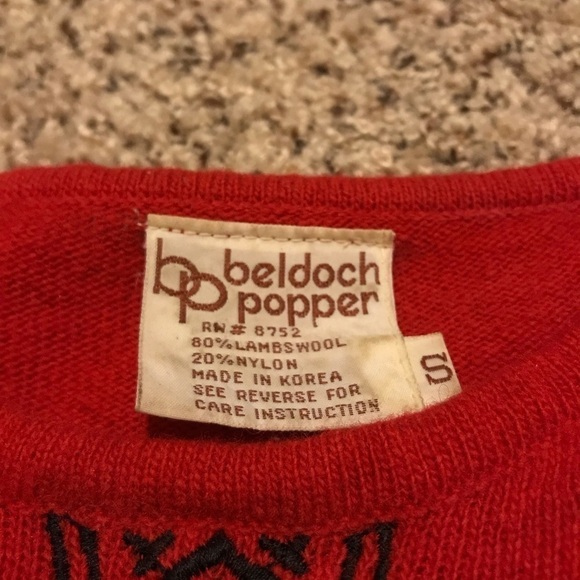 bp beldoch
popper
RN# 8752
80% LAMBSWOOL
20% NYLON
MADE IN KOREA
SEE REVERSE FOR
CARE INSTRUCTION
S